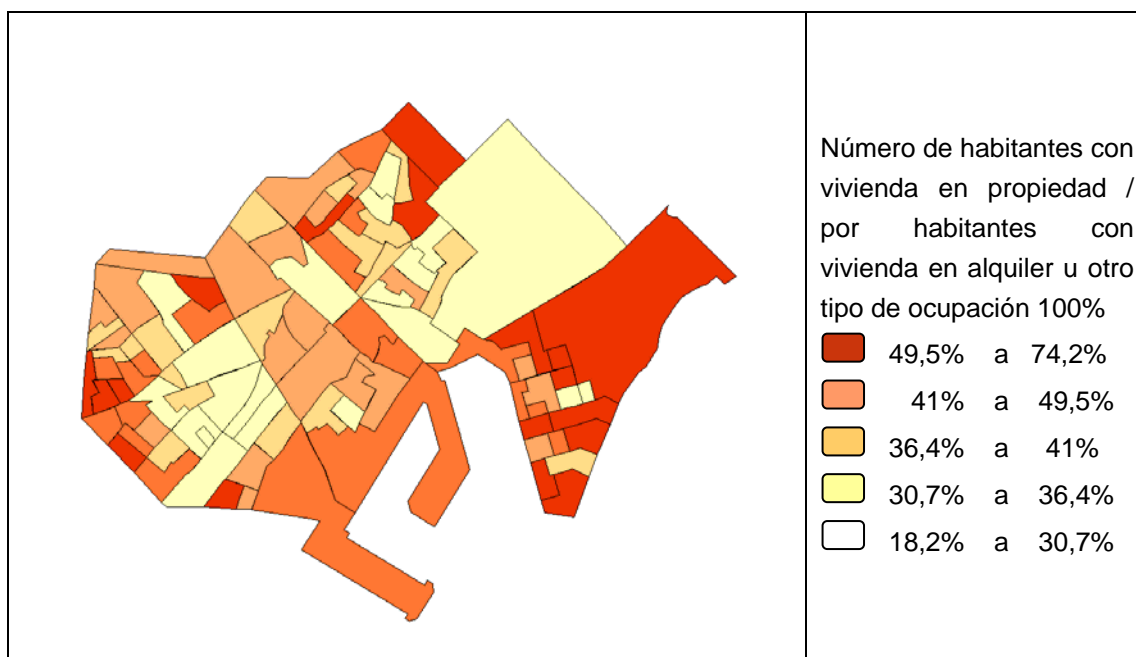 Número de habitantes con
vivienda en propiedad /
por habitantes con
vivienda en alquiler u otro
tipo de ocupación 100%
49,5% a 74,2%
41% a 49,5%
36,4% a 41%
30,7% a 36,4%
18,2% a 30,7%